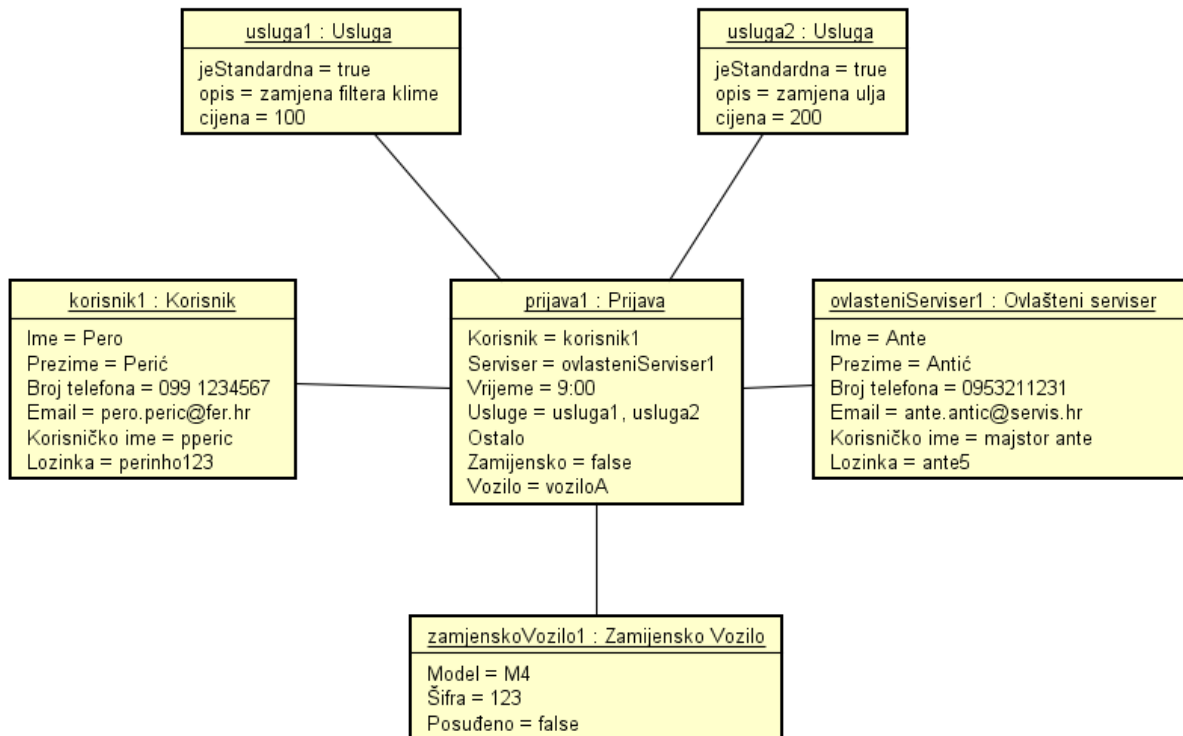 usluga1 : Usluga
jeStandardna = true
opis = zamjena filtera klime
cijena = 100
usluga2 : Usluga
jeStandardna = true
opis = zamjena ulja
cijena = 200
korisnik1 : Korisnik
Ime = Pero
Prezime = Perić
Broj telefona = 099 1234567
Email = pero.peric@fer.hr
Korisničko ime = pperic
Lozinka = perinho123
prijava1 : Prijava
Korisnik = korisnik1
Serviser = ovlasteniServiser1
Vrijeme = 9:00
Usluge = usluga1, usluga2
Ostalo
Zamijensko = false
Vozilo = voziloA
ovlasteniServiser1 : Ovlašteni serviser
Ime = Ante
Prezime = Antić
Broj telefona = 0953211231
Email = ante.antic@servis.hr
Korisničko ime = majstor ante
Lozinka = ante5
zamjenskoVozilo1 : Zamijensko Vozilo
Model = M4
Šifra = 123
Posuđeno = false